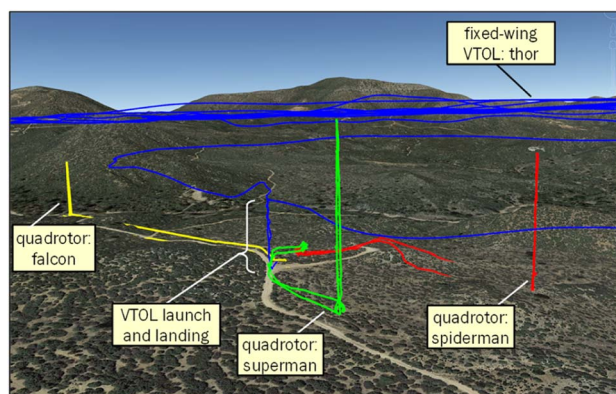 fixed-wing
VTOL: thor
quadrotor:
falcon
VTOL launch
and landing
quadrotor:
superman
quadrotor:
spiderman